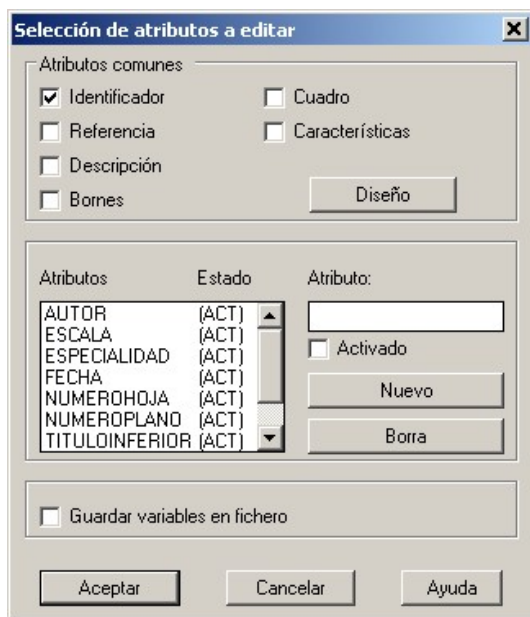 Selección de atributos a editar
Atributos comunes
Identificador Cuadro
Referencia Características
Descripción
Bornes Diseño
Atributos Estado Atributo:
AUTOR (ACT)
ESCALA (ACT)
ESPECIALIDAD (ACT)
Activado
FECHA (ACT)
NUMEROHOJA (ACT) Nuevo
NUMEROPLANO (ACT)
TITULOINFERIOR (ACT) Borra
Guardar variables en fichero
Aceptar Cancelar Ayuda